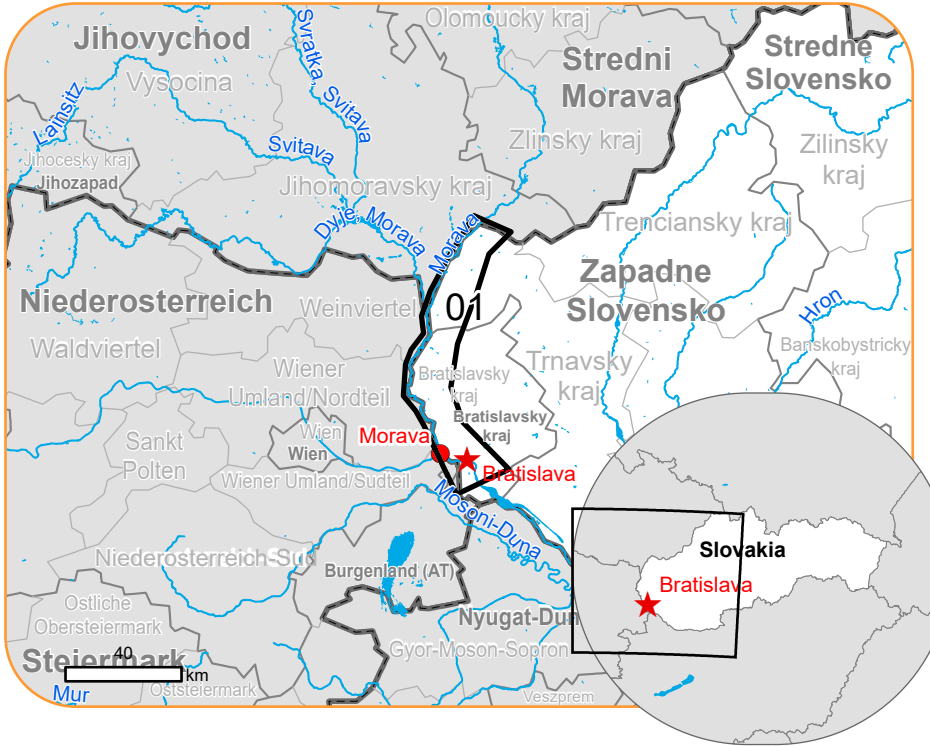 Olomoucky kraj
Jihovychod
Svratka, Svitava
Stredne
Slovensko
Stredni
Morava
Vysocina
Lainsitz
Zlinsky kraj
Zilinsky
kraj
Svitava
Jihocesky kraj
Jihozapad
Jihomoravsky kraj
Dyje, Morava
Morava
Trenciansky kraj
Zapadne
Slovensko
Niederosterreich
Weinviertel
01
Hron
Waldviertel
Banskobystricky
kraj
Wiener
Umland/Nordteil
Bratislavsky
kraj
Trnavsky
kraj
Bratislavsky
kraj
Sankt
Polten
Wien
Wien
Morava
Bratislava
Wiener Umland/Sudteil
Mosoni-Duna
Niederosterreich-Sud
Burgenland (AT)
Slovakia
Bratislava
Ostliche
Obersteiermark
Nyugat-Dun
Gyor-Moson-Sopron
Steiermark
40
km
Mur
Oststeiermark
Veszprem